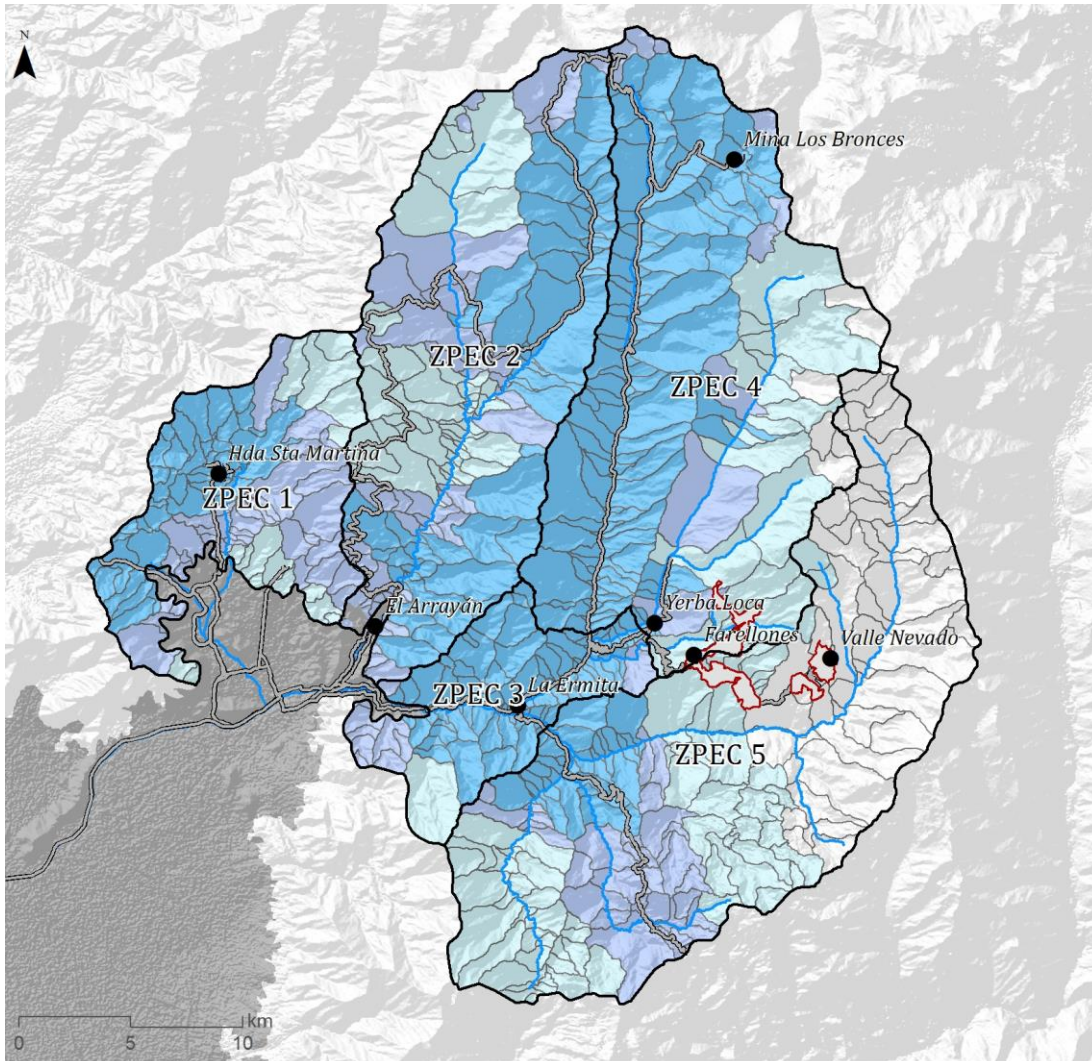 N
Mina Los Bronces
ZPEC 2
ZPEC 4
Hda Sta Martina
ZPEC 1
El Arrayán
Yerba Loca
Farellones
Valle Nevado
ZPEC 3
La Ermita
ZPEC 5
km
0 5 10